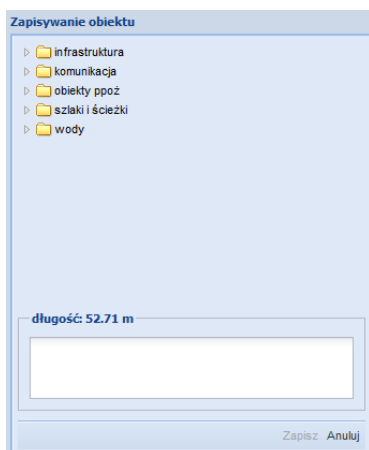 Zapisywanie obiektu
infrastruktura
komunikacja
obiekty ppoż
szlaki i ścieżki
wody
długość: 52.71 m
Zapisz Anuluj